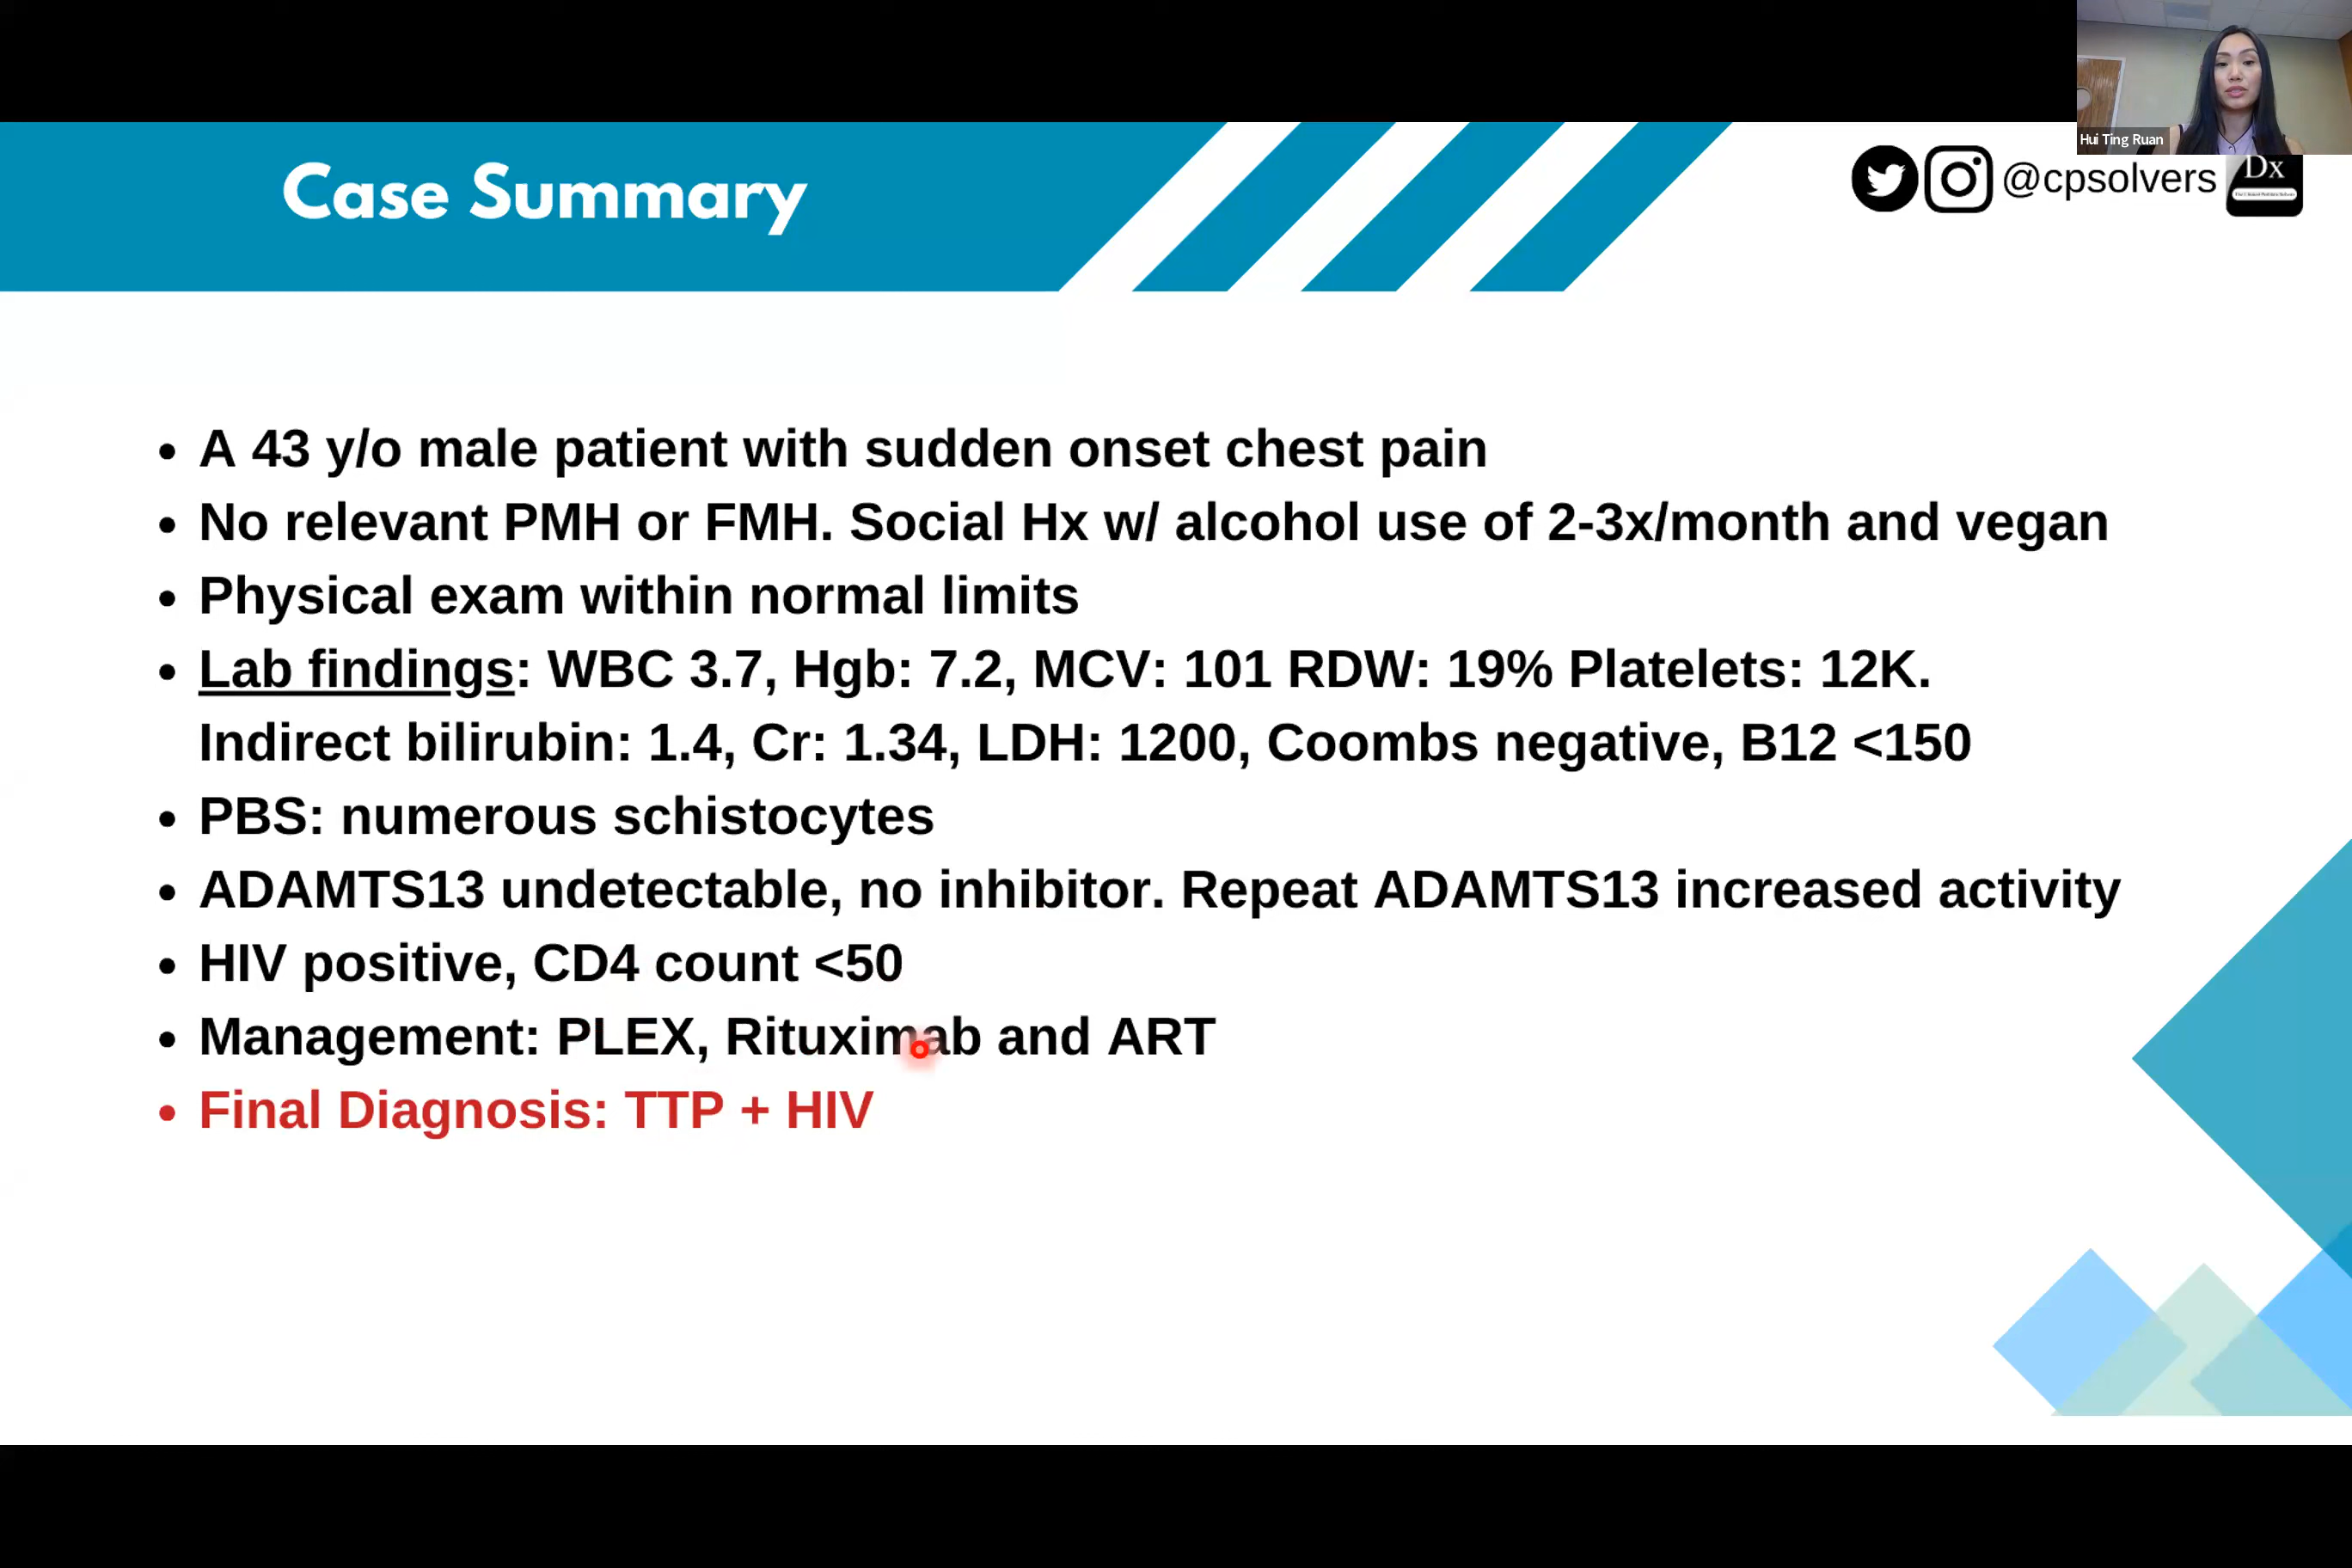 Hui Ting Ruan
Case Summary
@cpsolvers
Dx
• A 43 y/o male patient with sudden onset chest pain
• No relevant PMH or FMH. Social Hx w/ alcohol use of 2-3x/month and vegan
• Physical exam within normal limits
• Lab findings: WBC 3.7, Hgb: 7.2, MCV: 101 RDW: 19% Platelets: 12K.
Indirect bilirubin: 1.4, Cr: 1.34, LDH: 1200, Coombs negative, B12 <150
• PBS: numerous schistocytes
• ADAMTS13 undetectable, no inhibitor. Repeat ADAMTS13 increased activity
• HIV positive, CD4 count <50
• Management: PLEX, Rituximab and ART
• Final Diagnosis: TTP + HIV